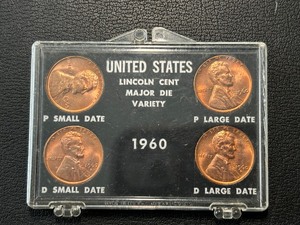 UNITED STATES
LINCOLN CENT
MAJOR DIE
VARIETY
P SMALL DATE
P LARGE DATE
1960
D SMALL DATE
D LARGE DATE